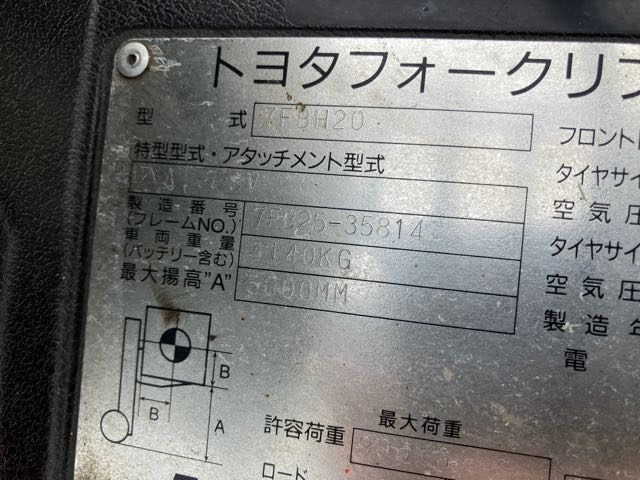 トヨタフォークリフ
型 式 7FBH20
フロント
特型型式・アタッチメント型式
タイヤサイ
製造番号 (フレームNO.) 7FB25-35814
空気圧
車両重量 (バッテリー含む) 4140KG
タイヤサイ
最大揚高"A" 5000MM
空気圧
製造年
電
B
B
A
最大荷重
許容荷重
ロード